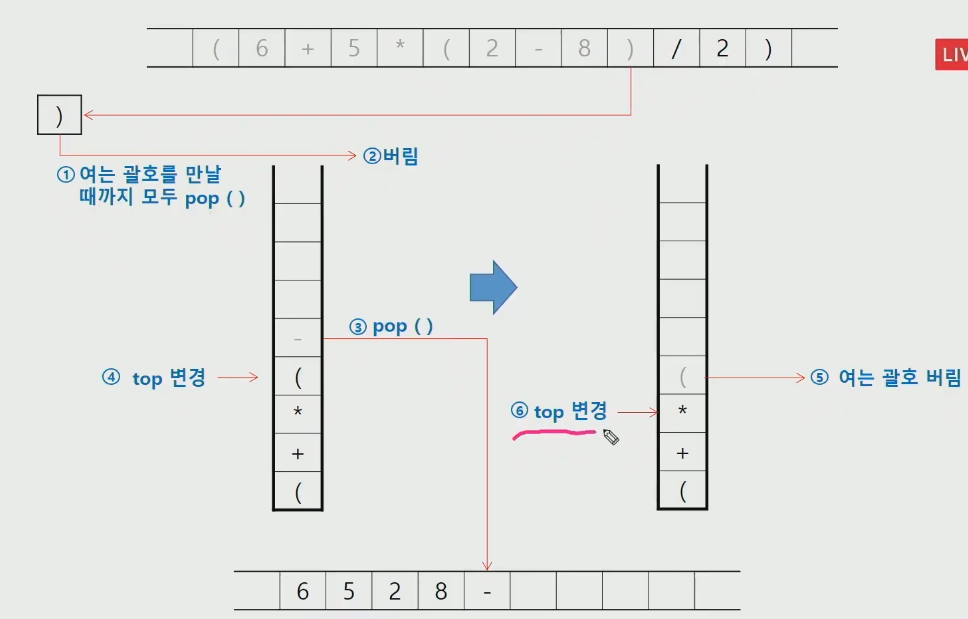 ( 6 + 5 * ( 2 - 8 ) / 2 )
LIV
)
②버림
① 여는 괄호를 만날
때까지 모두 pop ( )
③ pop ( )
-
④ top 변경
(
*
+
(
(
⑤ 여는 괄호 버림
⑥ top 변경
*
+
(
6 5 2 8 -